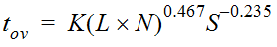 t_ov = K(L × N)^0.467 S^-0.235